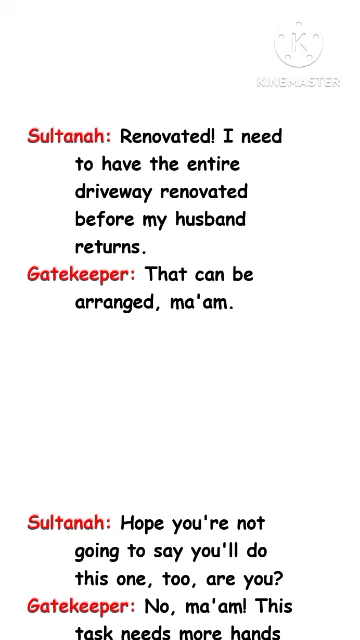 K
KINEMASTER
Sultanah: Renovated! I need
to have the entire
driveway renovated
before my husband
returns.
Gatekeeper: That can be
arranged, ma'am.
Sultanah: Hope you're not
going to say you'll do
this one, too, are you?
Gatekeeper: No, ma'am! This
task needs more hands